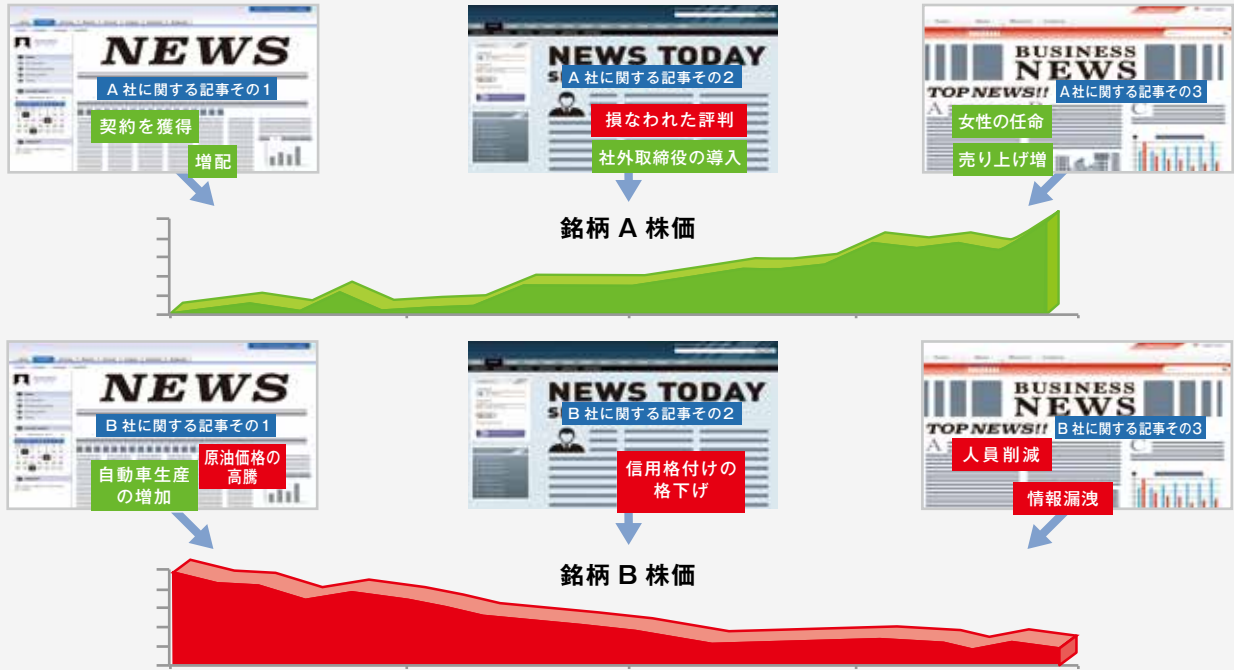 NEWS
A社に関する記事その1
契約を獲得
増配
NEWS TODAY
A社に関する記事その2
損なわれた評判
社外取締役の導入
BUSINESS
NEWS
TOP NEWS!!
A社に関する記事その3
A
C
女性の任命
売り上げ増
銘柄 A 株価
NEWS
B社に関する記事その1
原油価格の
高騰
自動車生産
の増加
NEWS TODAY
B社に関する記事その2
信用格付けの
格下げ
BUSINESS
NEWS
TOP NEWS!!
B社に関する記事その3
A
C
人員削減
情報漏洩
銘柄 B 株価